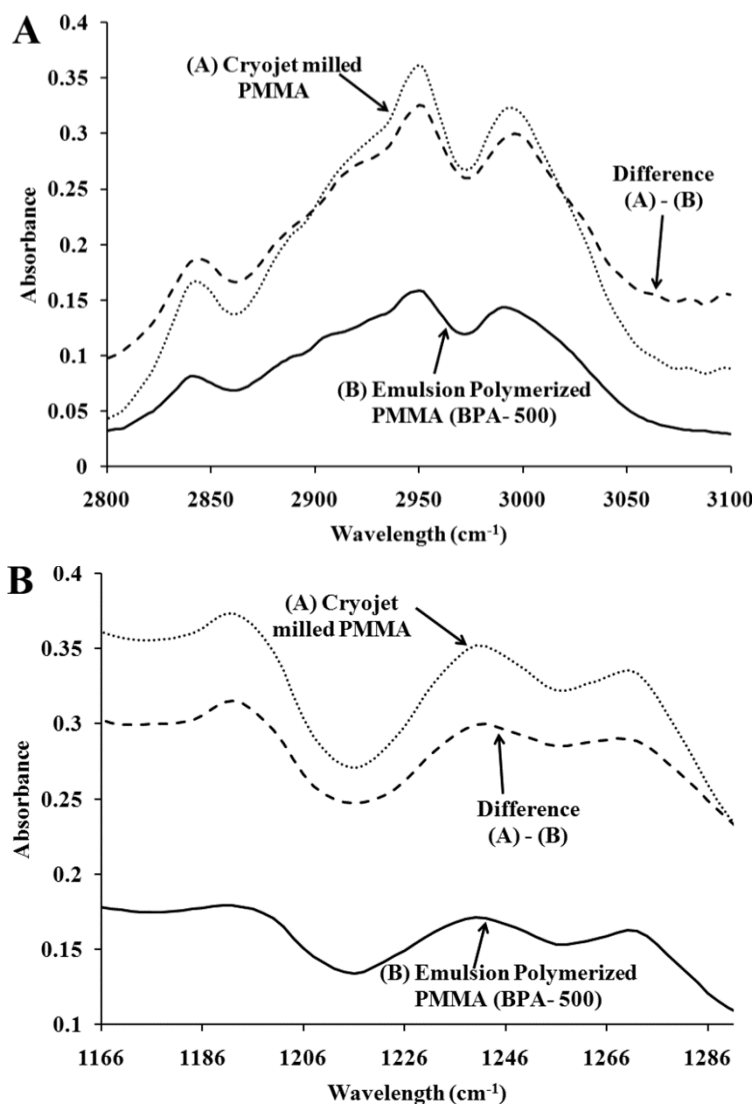 A
0.4
0.35
0.3
0.25
0.2
0.15
0.1
0.05
0
Absorbance
(A) Cryojet milled
PMMA
Difference
(A) - (B)
(B) Emulsion Polymerized
PMMA (BPA- 500)
2800 2850 2900 2950 3000 3050 3100
Wavelength (cm⁻¹)
B
0.4
0.35
0.3
0.25
0.2
0.15
0.1
Absorbance
(A) Cryojet
milled PMMA
Difference
(A) - (B)
(B) Emulsion Polymerized
PMMA (BPA- 500)
1166 1186 1206 1226 1246 1266 1286
Wavelength (cm⁻¹)